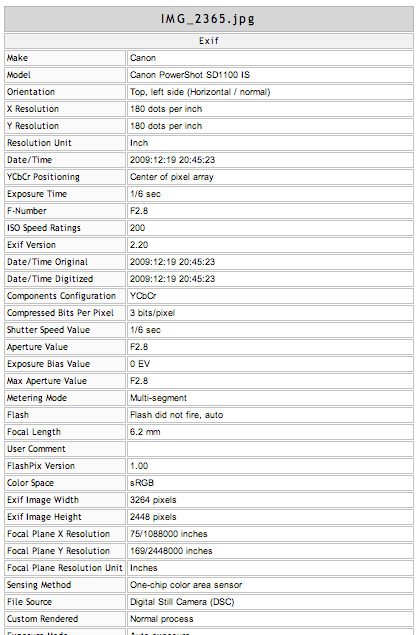 IMG_2365.jpg
Exif
Make Canon
Model Canon PowerShot SD1100 IS
Orientation Top, left side (Horizontal / normal)
X Resolution 180 dots per inch
Y Resolution 180 dots per inch
Resolution Unit Inch
Date/Time 2009:12:19 20:45:23
YCbCr Positioning Center of pixel array
Exposure Time 1/6 sec
F-Number F2.8
ISO Speed Ratings 200
Exif Version 2.20
Date/Time Original 2009:12:19 20:45:23
Date/Time Digitized 2009:12:19 20:45:23
Components Configuration YCbCr
Compressed Bits Per Pixel 3 bits/pixel
Shutter Speed Value 1/6 sec
Aperture Value F2.8
Exposure Bias Value 0 EV
Max Aperture Value F2.8
Metering Mode Multi-segment
Flash Flash did not fire, auto
Focal Length 6.2 mm
User Comment
FlashPix Version 1.00
Color Space sRGB
Exif Image Width 3264 pixels
Exif Image Height 2448 pixels
Focal Plane X Resolution 75/1088000 inches
Focal Plane Y Resolution 169/2448000 inches
Focal Plane Resolution Unit Inches
Sensing Method One-chip color area sensor
File Source Digital Still Camera (DSC)
Custom Rendered Normal process
Exposure Mode Auto exposure